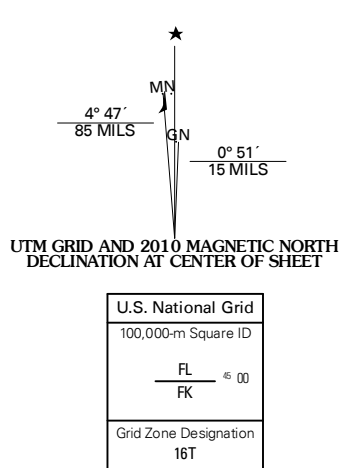 ★
MN
4° 47´
85 MILS
GN
0° 51´
15 MILS
UTM GRID AND 2010 MAGNETIC NORTH
DECLINATION AT CENTER OF SHEET
U.S. National Grid
100,000-m Square ID
FL
45 00
FK
Grid Zone Designation
16T